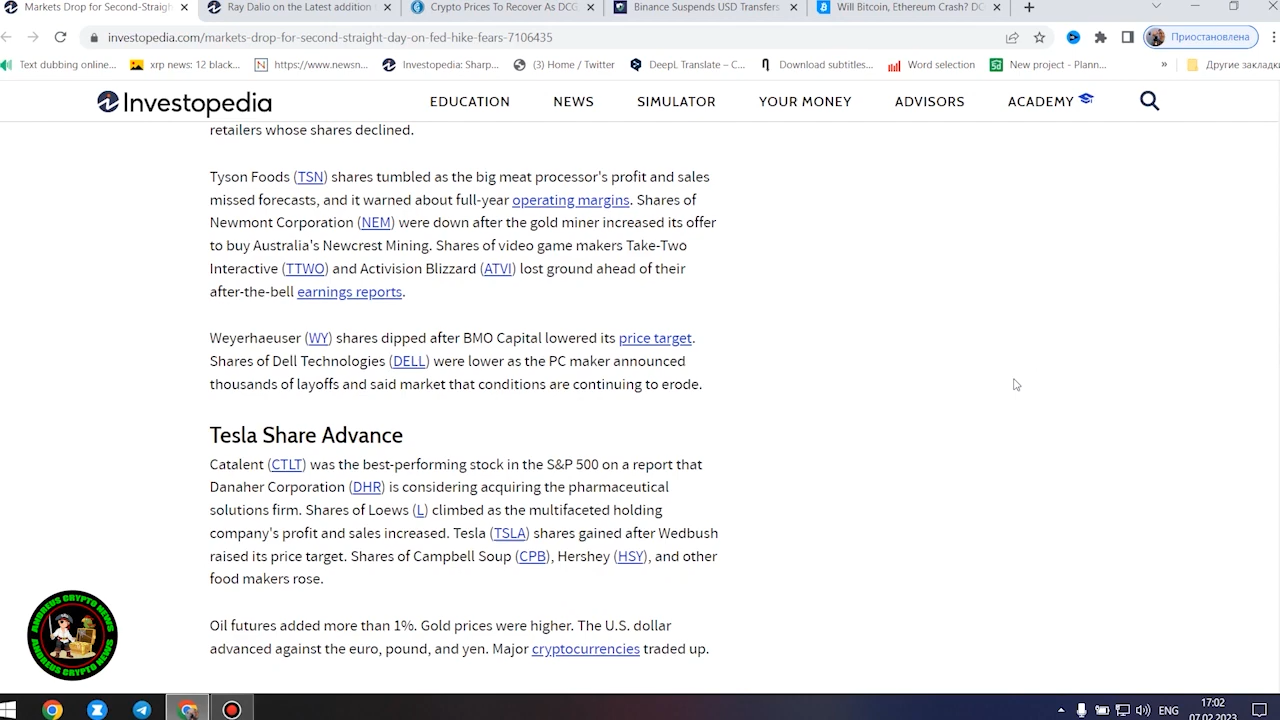 Markets Drop for Second-Straigh
Ray Dalio on the Latest addition
Crypto Prices To Recover As DCG
Binance Suspends USD Transfers
Will Bitcoin, Ethereum Crash? DC
investopedia.com/markets-drop-for-second-straight-day-on-fed-hike-fears-7106435
Приостановлена
Text dubbing online...
xrp news: 12 black...
https://www.newsn...
Investopedia: Sharp...
(3) Home / Twitter
DeepL Translate – C...
Download subtitles...
Word selection
New project - Plann...
»
Другие закладки
Investopedia
EDUCATION
NEWS
SIMULATOR
YOUR MONEY
ADVISORS
ACADEMY
retailers whose shares declined.
Tyson Foods (TSN) shares tumbled as the big meat processor's profit and sales
missed forecasts, and it warned about full-year operating margins. Shares of
Newmont Corporation (NEM) were down after the gold miner increased its offer
to buy Australia's Newcrest Mining. Shares of video game makers Take-Two
Interactive (TTWO) and Activision Blizzard (ATVI) lost ground ahead of their
after-the-bell earnings reports.
Weyerhaeuser (WY) shares dipped after BMO Capital lowered its price target.
Shares of Dell Technologies (DELL) were lower as the PC maker announced
thousands of layoffs and said market that conditions are continuing to erode.
Tesla Share Advance
Catalent (CTLT) was the best-performing stock in the S&P 500 on a report that
Danaher Corporation (DHR) is considering acquiring the pharmaceutical
solutions firm. Shares of Loews (L) climbed as the multifaceted holding
company's profit and sales increased. Tesla (TSLA) shares gained after Wedbush
raised its price target. Shares of Campbell Soup (CPB), Hershey (HSY), and other
food makers rose.
Oil futures added more than 1%. Gold prices were higher. The U.S. dollar
advanced against the euro, pound, and yen. Major cryptocurrencies traded up.
ANDREUS CRYPTO NEWS
ANDREUS CRYPTO NEWS
ENG
17:02
07.02.2023